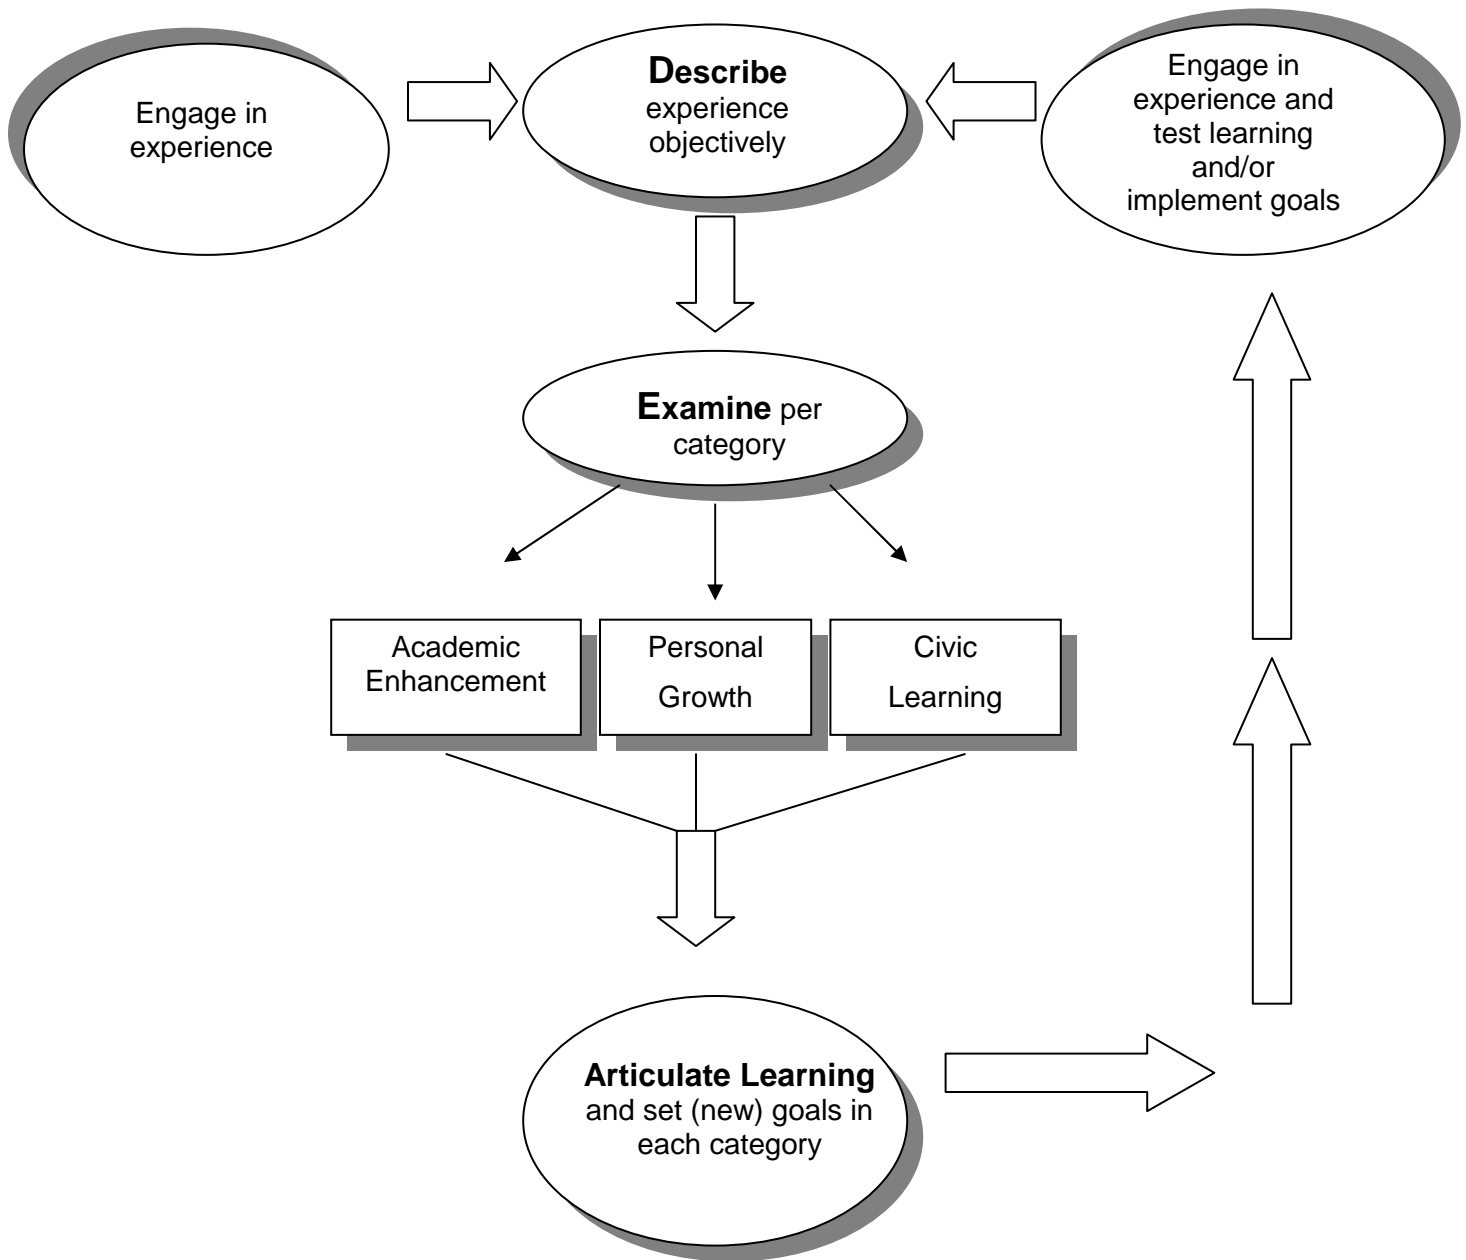 Engage in
experience
Describe
experience
objectively
Engage in
experience and
test learning
and/or
implement goals
Examine per
category
Academic
Enhancement
Personal
Growth
Civic
Learning
Articulate Learning
and set (new) goals in
each category